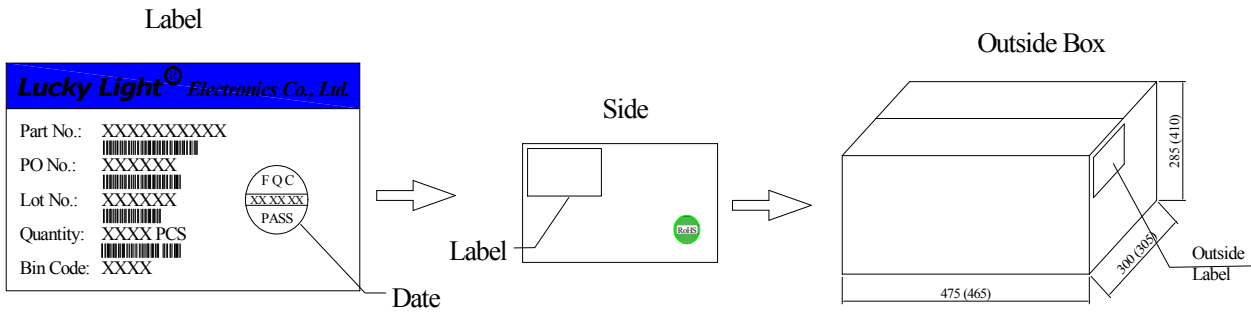 Label
Lucky Light® Electronics Co., Ltd.
Part No.: XXXXXXXXXX
PO No.: XXXXXX
Lot No.: XXXXXX
Quantity: XXXX PCS
Bin Code: XXXX
F Q C
XX XX XX
PASS
Date
Side
Label
RoHS
Outside Box
285 (410)
300 (305)
475 (465)
Outside
Label